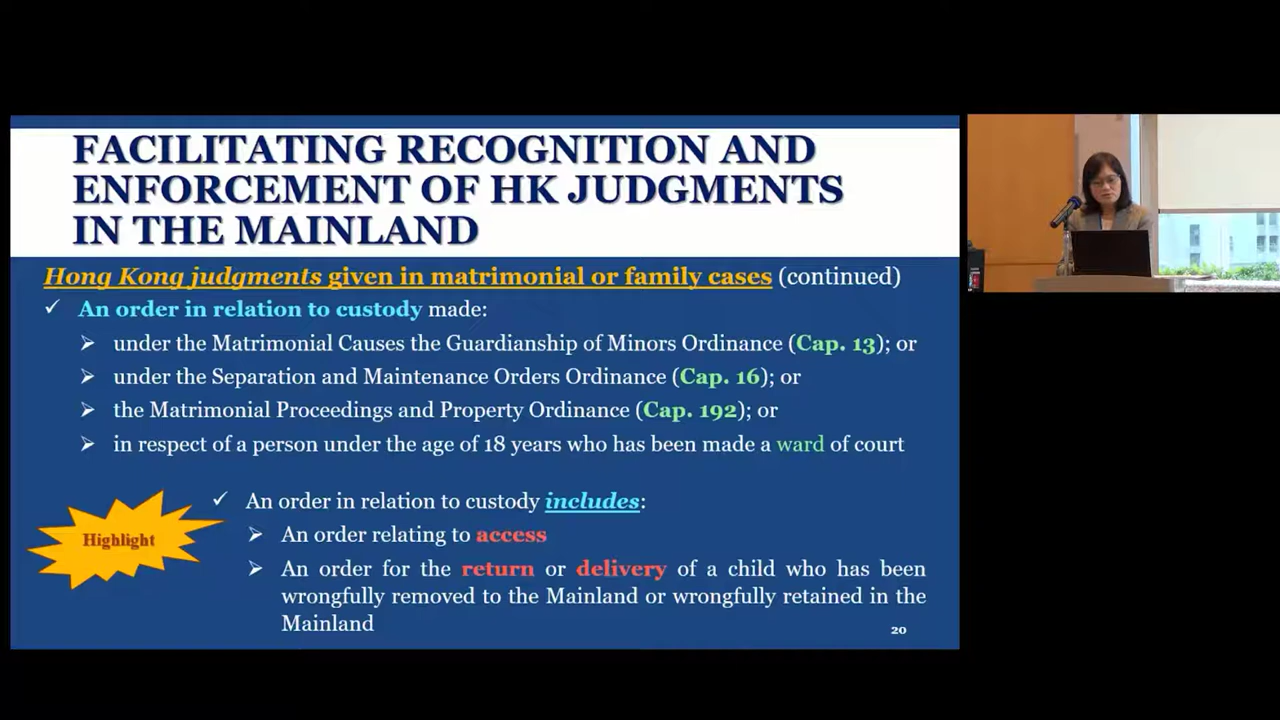 FACILITATING RECOGNITION AND
ENFORCEMENT OF HK JUDGMENTS
IN THE MAINLAND
Hong Kong judgments given in matrimonial or family cases (continued)
✓ An order in relation to custody made:
➢ under the Matrimonial Causes the Guardianship of Minors Ordinance (Cap. 13); or
➢ under the Separation and Maintenance Orders Ordinance (Cap. 16); or
➢ the Matrimonial Proceedings and Property Ordinance (Cap. 192); or
➢ in respect of a person under the age of 18 years who has been made a ward of court
Highlight
✓ An order in relation to custody includes:
➢ An order relating to access
➢ An order for the return or delivery of a child who has been
wrongfully removed to the Mainland or wrongfully retained in the
Mainland
20